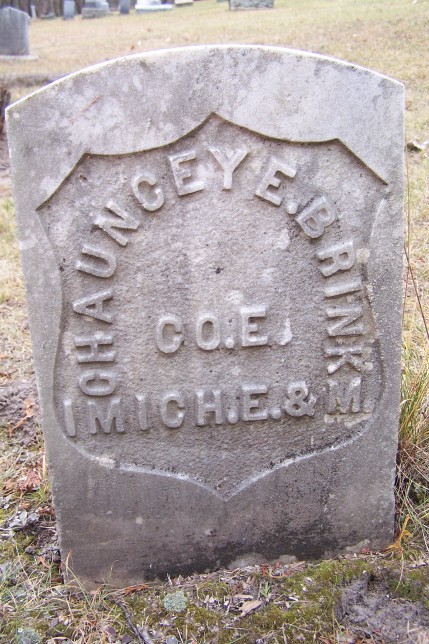 CHAUNCEY E. BRINK
CO. E.
1 MICH. E. & M.